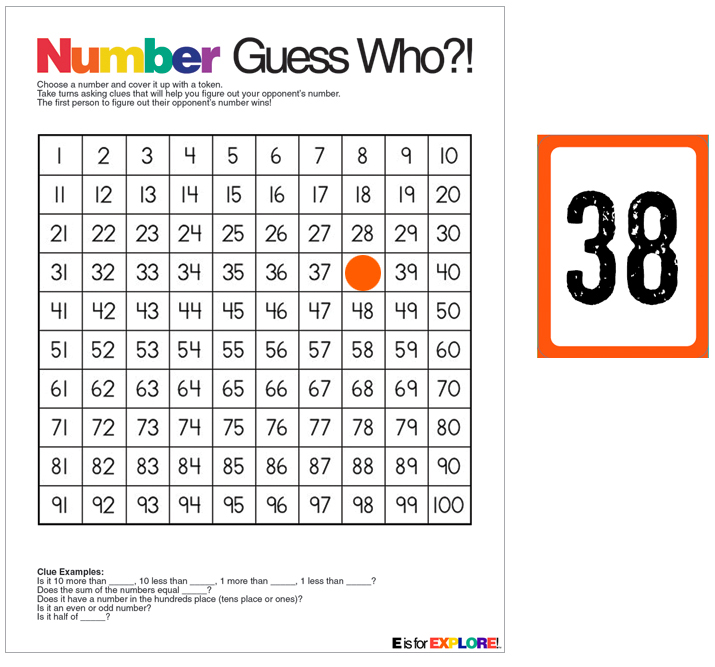 Number Guess Who?!
Choose a number and cover it up with a token.
Take turns asking clues that will help you figure out your opponent's number.
The first person to figure out their opponent's number wins!
1 2 3 4 5 6 7 8 9 10
11 12 13 14 15 16 17 18 19 20
21 22 23 24 25 26 27 28 29 30
31 32 33 34 35 36 37 39 40
41 42 43 44 45 46 47 48 49 50
51 52 53 54 55 56 57 58 59 60
61 62 63 64 65 66 67 68 69 70
71 72 73 74 75 76 77 78 79 80
81 82 83 84 85 86 87 88 89 90
91 92 93 94 95 96 97 98 99 100
38
Clue Examples:
Is it 10 more than _____, 10 less than _____, 1 more than _____, 1 less than _____?
Does the sum of the numbers equal _____?
Does it have a number in the hundreds place (tens place or ones)?
Is it an even or odd number?
Is it half of _____?
E is for EXPLORE!